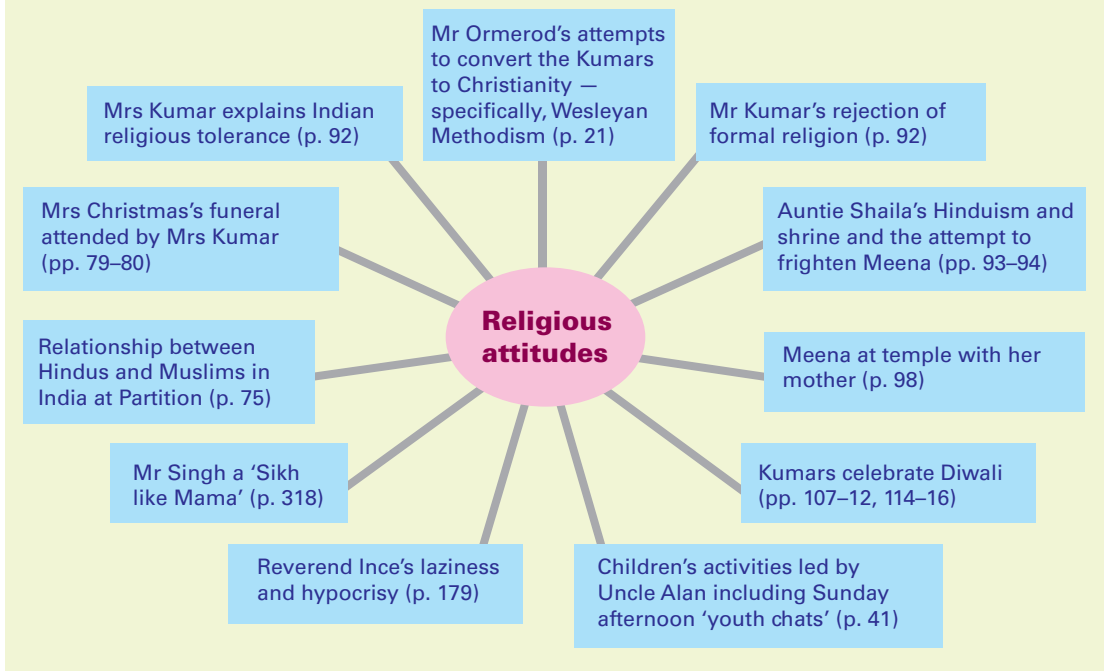 Mr Ormerod’s attempts
to convert the Kumars
to Christianity —
specifically, Wesleyan
Methodism (p. 21)
Mrs Kumar explains Indian
religious tolerance (p. 92)
Mr Kumar’s rejection of
formal religion (p. 92)
Mrs Christmas’s funeral
attended by Mrs Kumar
(pp. 79–80)
Auntie Shaila’s Hinduism and
shrine and the attempt to
frighten Meena (pp. 93–94)
Religious
attitudes
Relationship between
Hindus and Muslims in
India at Partition (p. 75)
Meena at temple with her
mother (p. 98)
Mr Singh a ‘Sikh
like Mama’ (p. 318)
Kumars celebrate Diwali
(pp. 107–12, 114–16)
Reverend Ince’s laziness
and hypocrisy (p. 179)
Children’s activities led by
Uncle Alan including Sunday
afternoon ‘youth chats’ (p. 41)